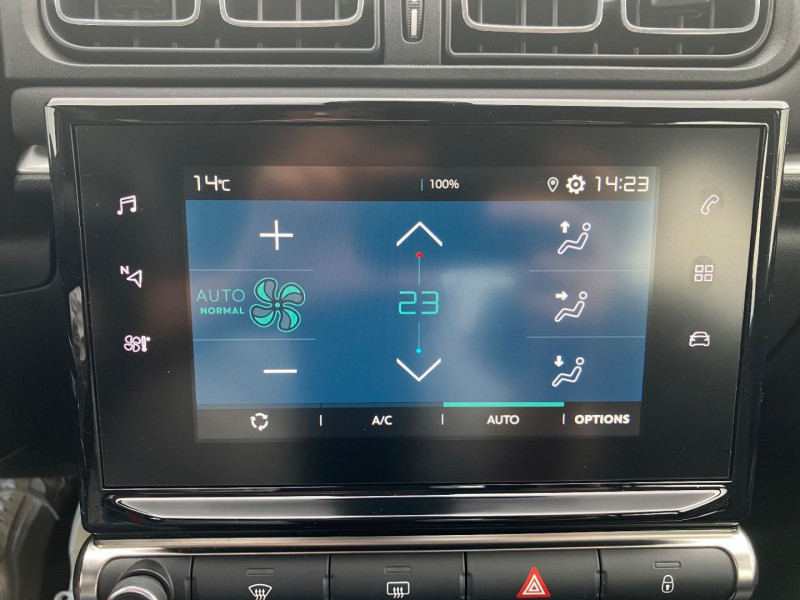 14°C 100% 14:23
N
AUTO
NORMAL
23
A/C AUTO OPTIONS